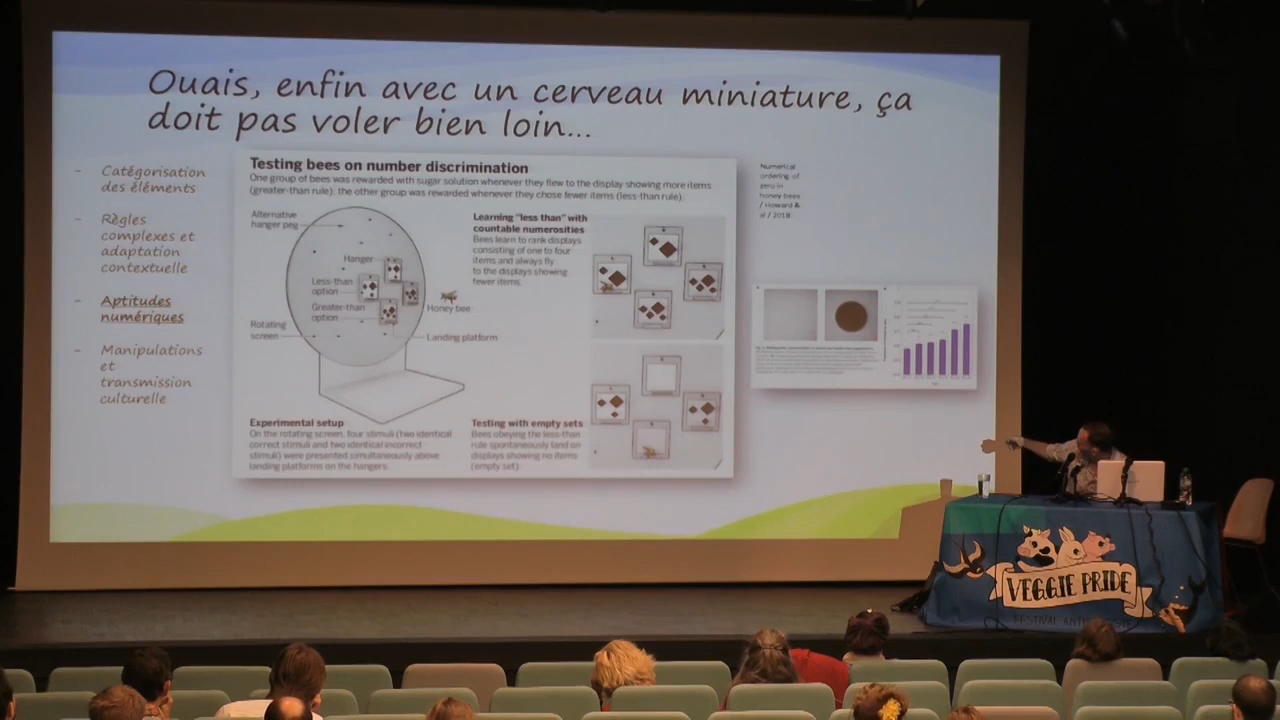 Ouais, enfin avec un cerveau miniature, ça
doit pas voler bien loin...
- Catégorisation
des éléments
- Règles
complexes et
adaptation
contextuelle
- Aptitudes
numériques
- Manipulations
et
transmission
culturelle
Testing bees on number discrimination
One group of bees was rewarded with sugar solution whenever they flew to the display showing more items
(greater-than rule); the other group was rewarded whenever they chose fewer items (less-than rule).
Alternative
hanger peg
Hanger
Less-than
option
Greater-than
option
Rotating
screen
Honey bee
Landing platform
Learning "less than" with
countable numerosities
Bees learn to rank displays
consisting of one to four
items and always fly
to the displays showing
fewer items.
Experimental setup
On the rotating screen, four stimuli (two identical
correct stimuli and two identical incorrect
stimuli) were presented simultaneously above
landing platforms on the hangers.
Testing with empty sets
Bees obeying the less-than
rule spontaneously land on
displays showing no items
(empty set).
Numerical
ordering of
zero in
honey bees
/ Howard &
al / 2018
VEGGIE PRIDE
FESTIVAL